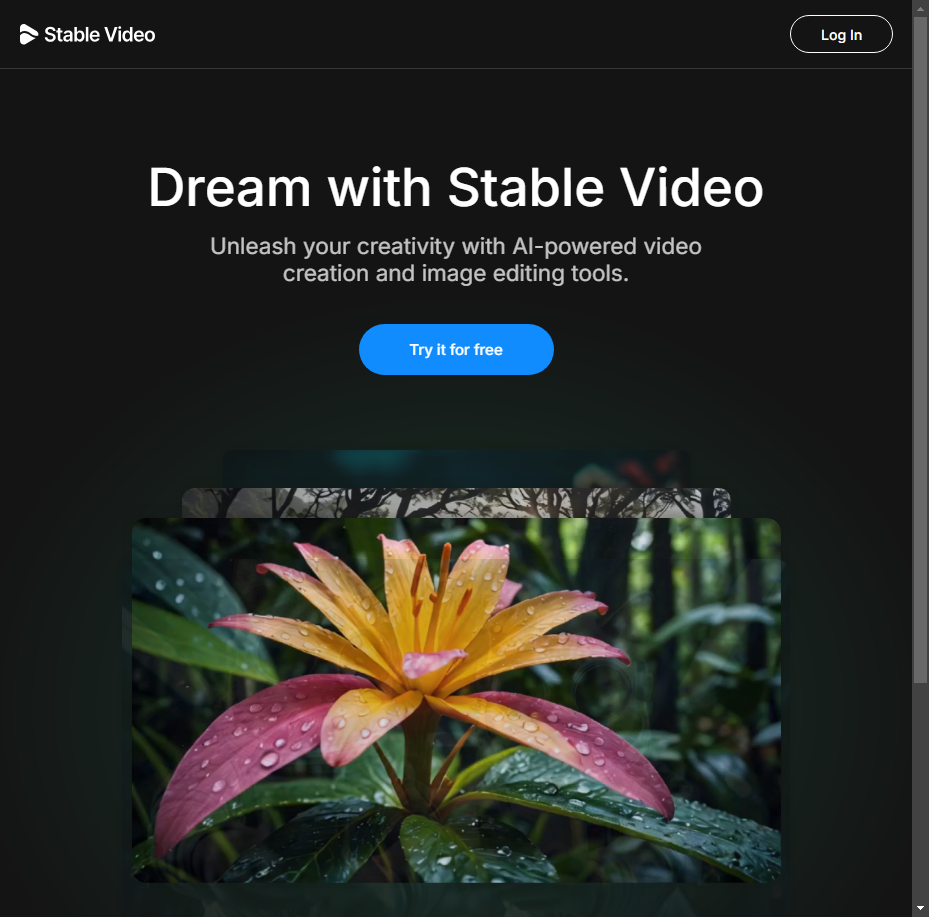 Stable Video
Log In
Dream with Stable Video
Unleash your creativity with AI-powered video
creation and image editing tools.
Try it for free